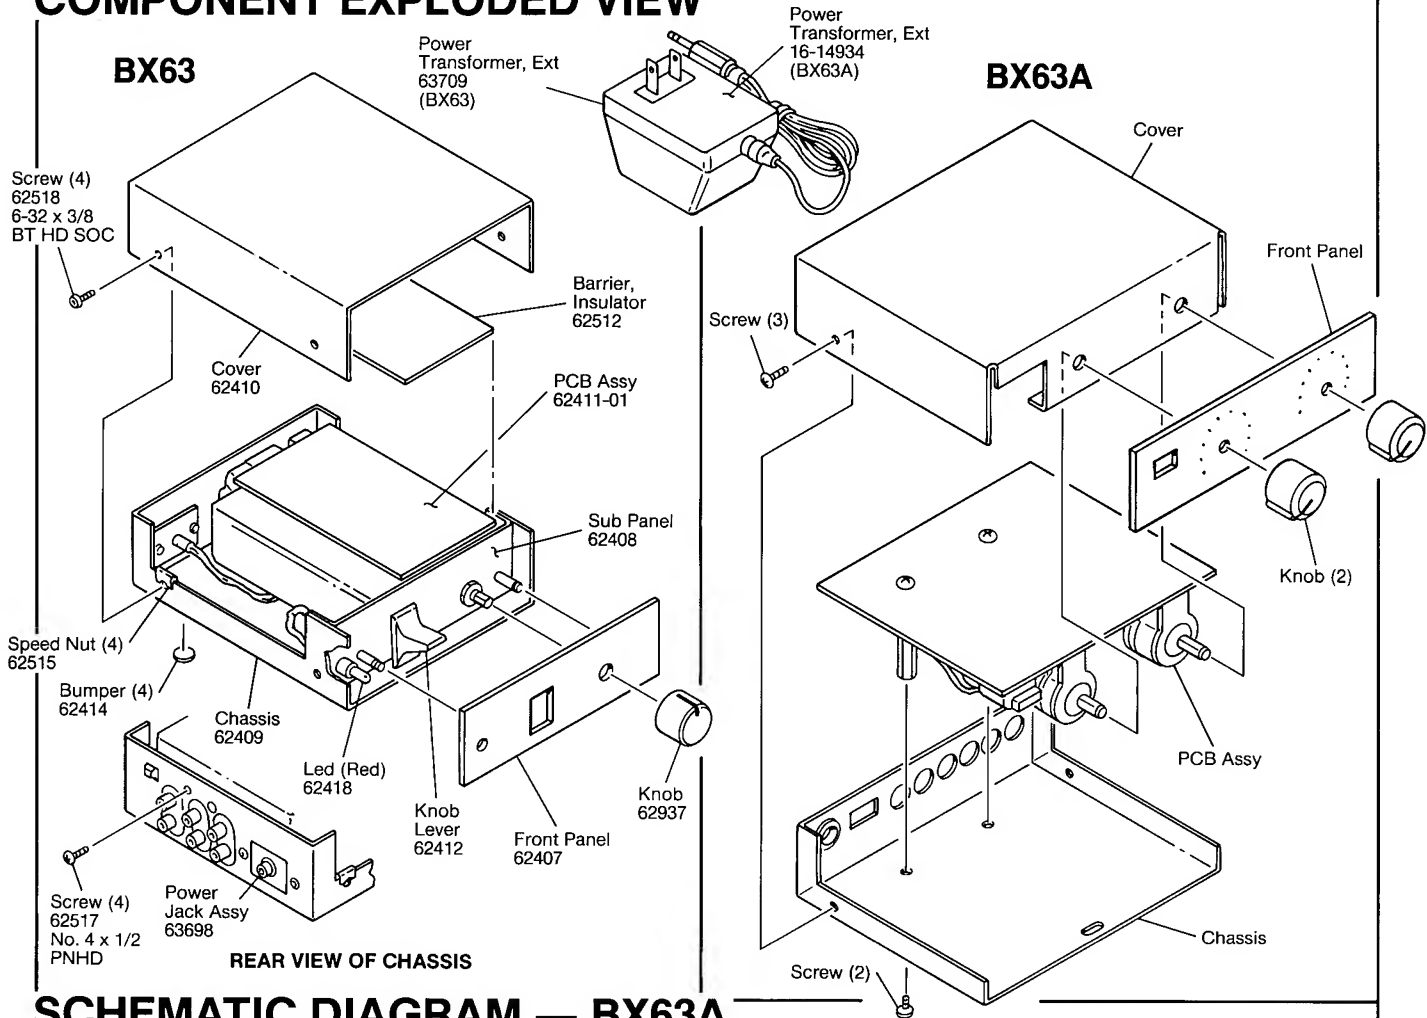 COMPONENT EXPLODED VIEW
BX63
Power
Transformer, Ext
63709
(BX63)
Power
Transformer, Ext
16-14934
(BX63A)
BX63A
Screw (4)
62518
6-32 x 3/8
BT HD SOC
Cover
62410
Barrier,
Insulator
62512
PCB Assy
62411-01
Sub Panel
62408
Speed Nut (4)
62515
Bumper (4)
62414
Chassis
62409
Led (Red)
62418
Knob
Lever
62412
Front Panel
62407
Knob
62937
Screw (4)
62517
No. 4 x 1/2
PNHD
Power
Jack Assy
63698
REAR VIEW OF CHASSIS
Cover
Front Panel
Screw (3)
Knob (2)
PCB Assy
Chassis
Screw (2)
SCHEMATIC DIAGRAM — BX63A